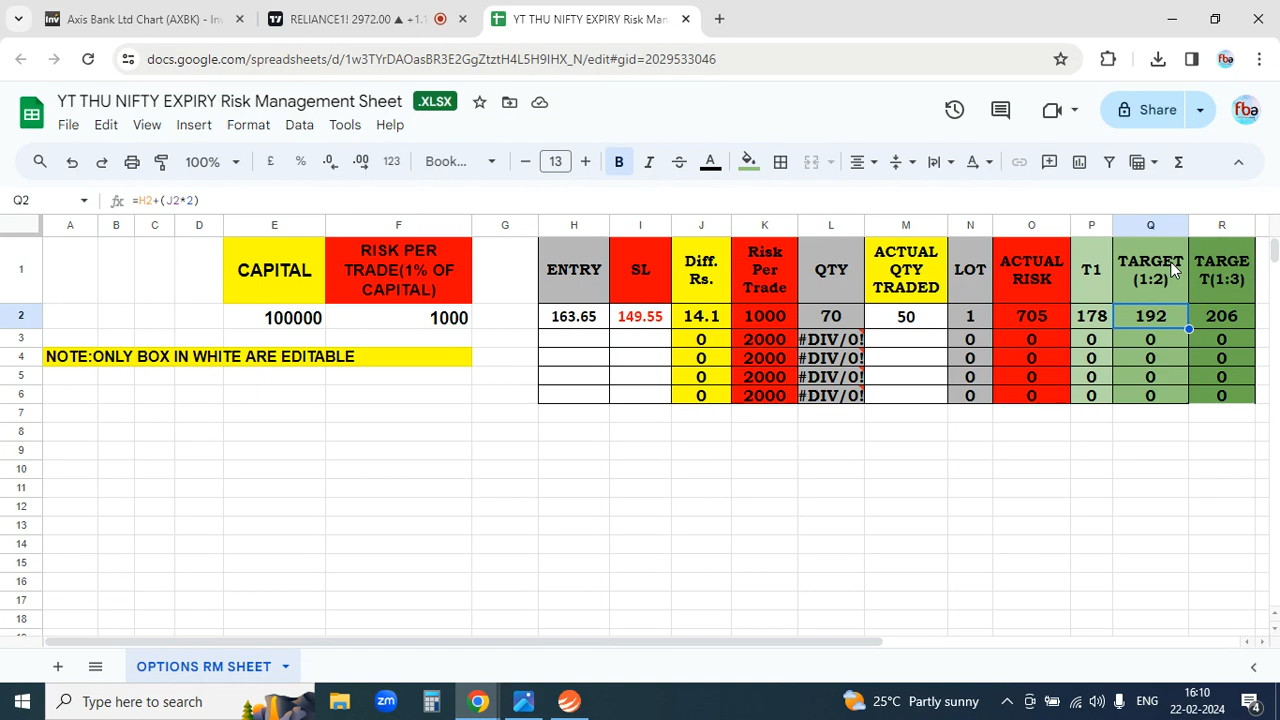 Axis Bank Ltd Chart (AXBK) - In
RELIANCE1! 2972.00 ▲ +1.1
YT THU NIFTY EXPIRY Risk Man
docs.google.com/spreadsheets/d/1w3TYrDAOasBR3E2GgZtztH4L5H9IHX_N/edit#gid=2029533046
YT THU NIFTY EXPIRY Risk Management Sheet .XLSX
File Edit View Insert Format Data Tools Help
Share
fba
100% £ % .0 .00 123 Book... 13 B I A Σ
Q2 fx =H2+(J2*2)
A B C D E F G H I J K L M N O P Q R
1 CAPITAL RISK PER TRADE(1% OF CAPITAL) ENTRY SL Diff. Rs. Risk Per Trade QTY ACTUAL QTY TRADED LOT ACTUAL RISK T1 TARGET (1:2) TARGET(1:3)
2 100000 1000 163.65 149.55 14.1 1000 70 50 1 705 178 192 206
3 0 2000 #DIV/0! 0 0 0 0 0
4 NOTE:ONLY BOX IN WHITE ARE EDITABLE 0 2000 #DIV/0! 0 0 0 0 0
5 0 2000 #DIV/0! 0 0 0 0 0
6 0 2000 #DIV/0! 0 0 0 0 0
7
8
9
10
11
12
13
14
15
16
17
18
OPTIONS RM SHEET
Type here to search
zm
25°C Partly sunny
ENG
16:10
22-02-2024
4